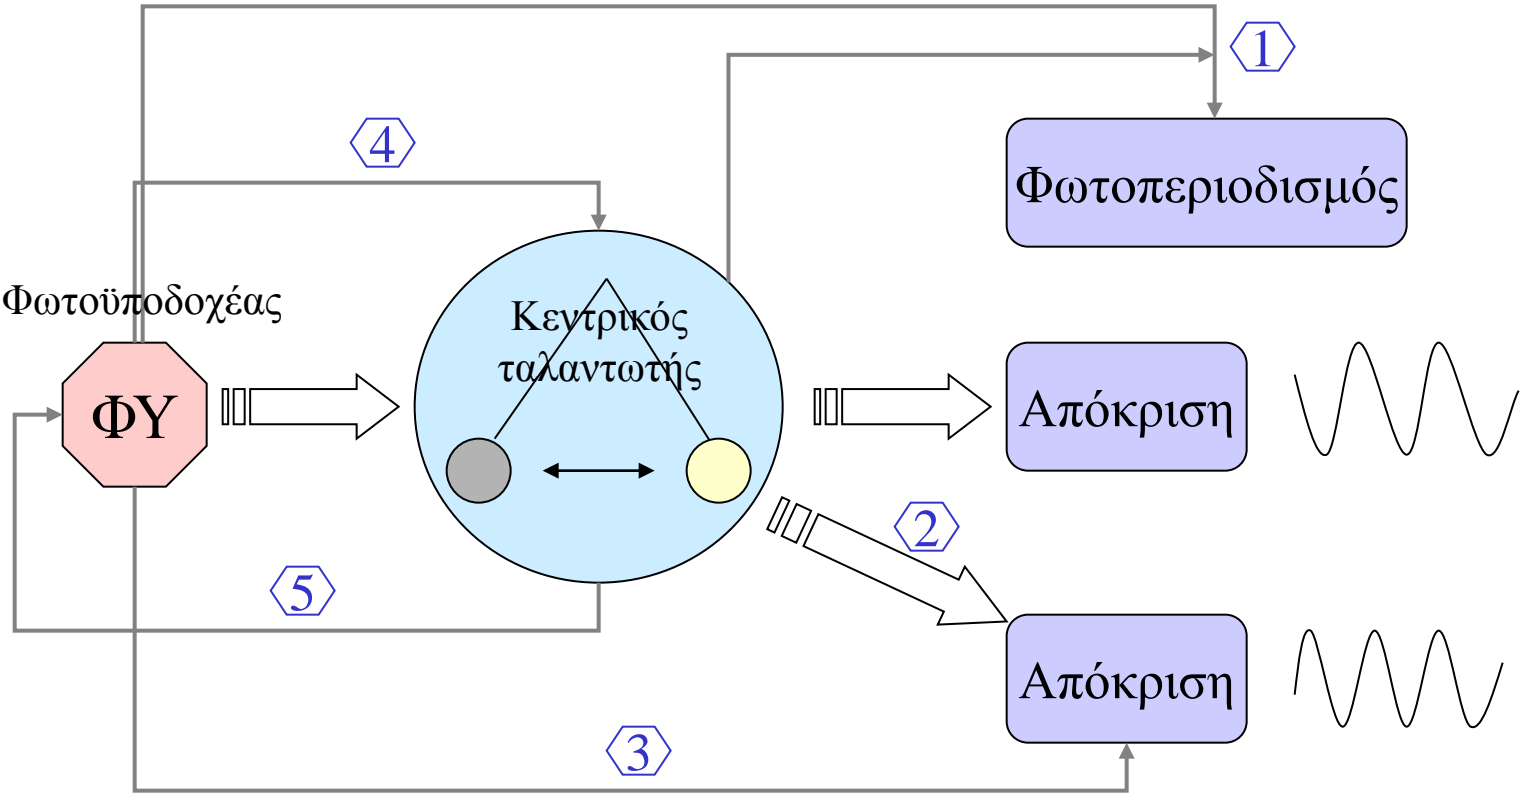 1
4
Φωτοπεριοδισμός
Φωτοϋποδοχέας
Κεντρικός
ταλαντωτής
ΦΥ
Απόκριση
2
5
Απόκριση
3